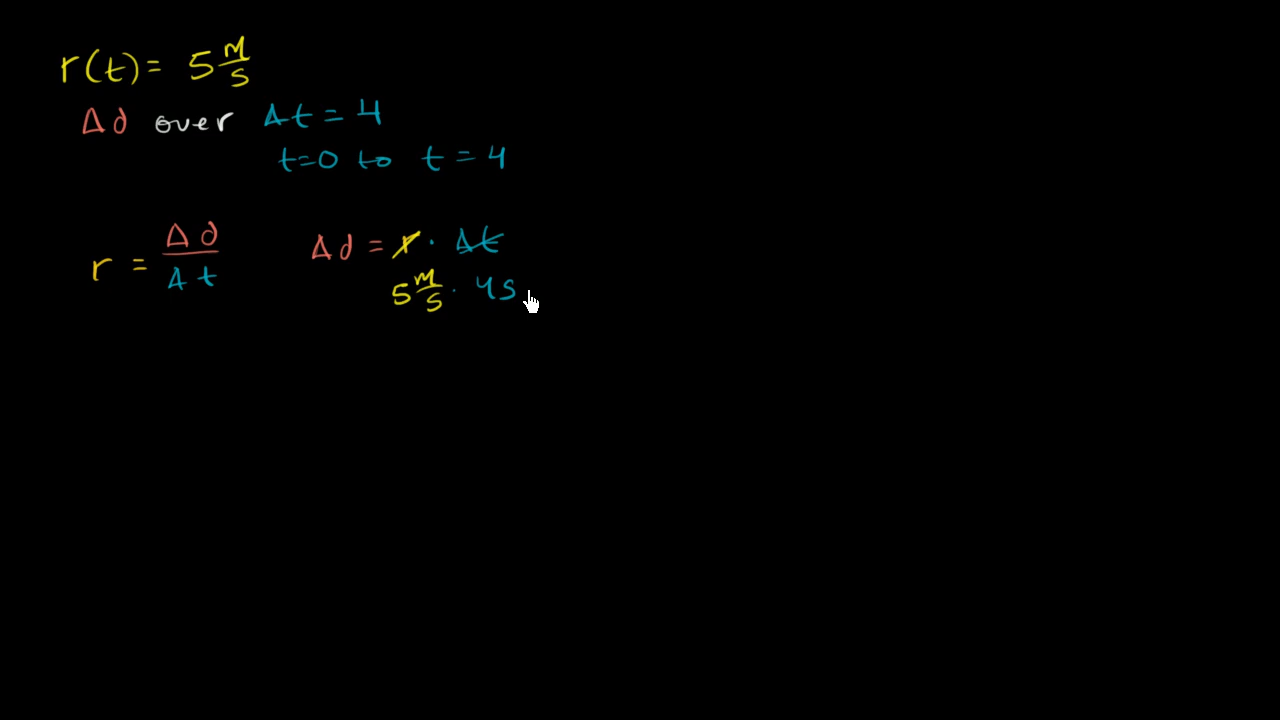 r(t) = 5 m/s
Δd over Δt = 4
t=0 to t = 4
r = Δd/Δt
Δd = r · Δt
5 m/s · 4s